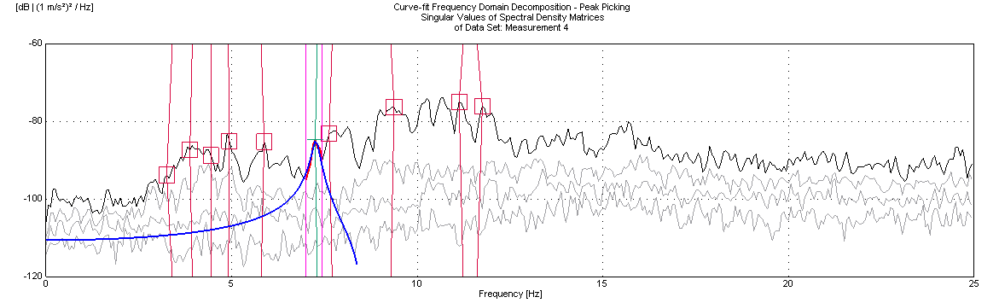 [dB | (1 m/s²)² / Hz]
Curve-fit Frequency Domain Decomposition - Peak Picking
Singular Values of Spectral Density Matrices
of Data Set: Measurement 4
-60
-80
-100
-120
0 5 10 15 20 25
Frequency [Hz]